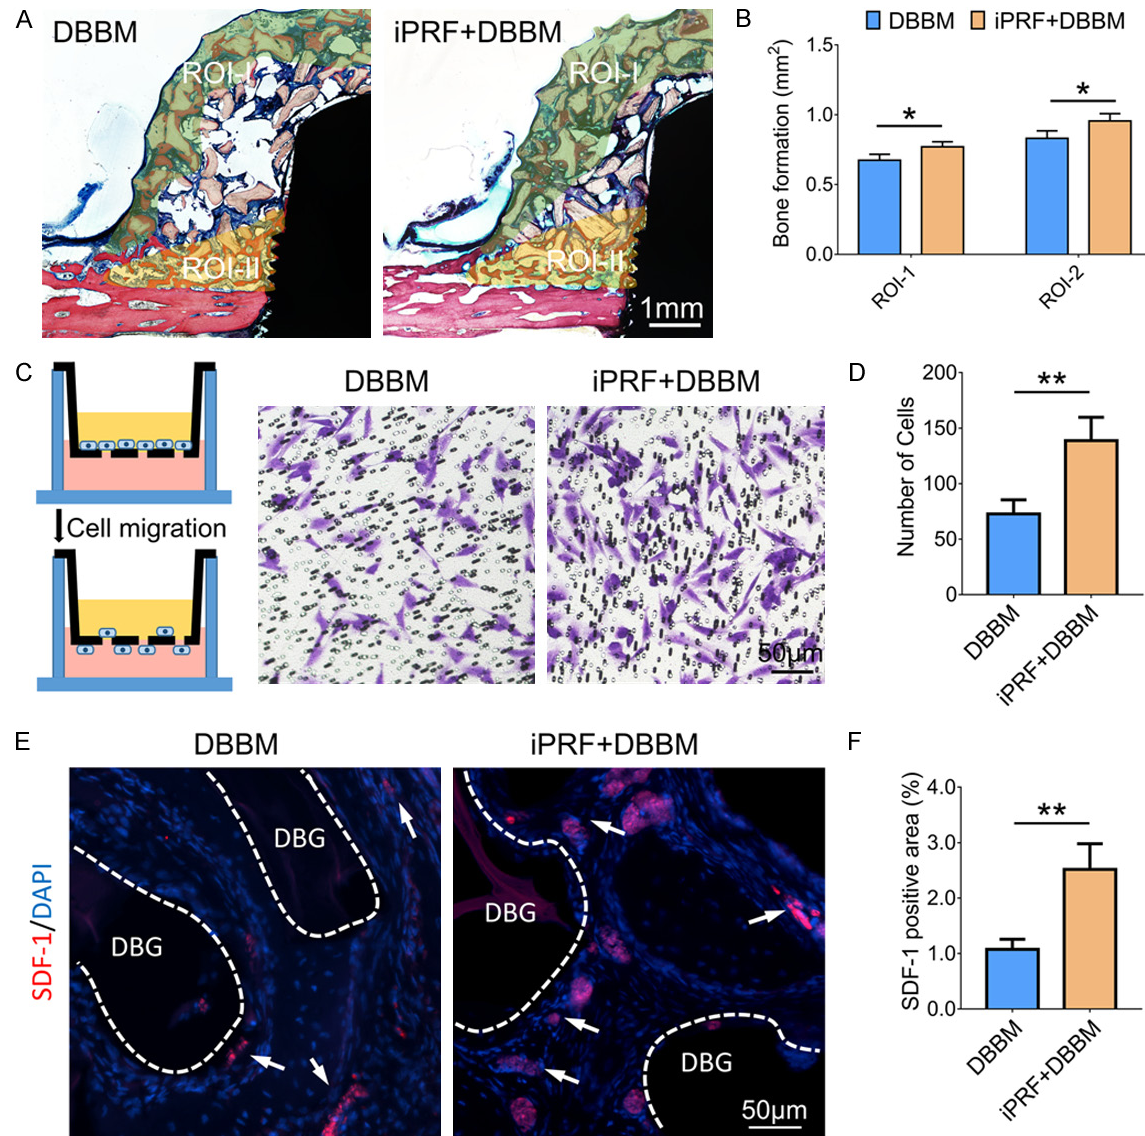 A
DBBM
ROI-I
ROI-II
iPRF+DBBM
ROI-I
ROI-II
1mm
B
DBBM iPRF+DBBM
Bone formation (mm²)
1.5
1.0
0.5
0.0
*
*
ROI-1
ROI-2
C
Cell migration
DBBM
iPRF+DBBM
50μm
D
Number of Cells
200
150
100
50
0
**
DBBM
iPRF+DBBM
E
SDF-1/DAPI
DBBM
DBG
DBG
iPRF+DBBM
DBG
DBG
50μm
F
SDF-1 positive area (%)
4.0
3.0
2.0
1.0
0.0
**
DBBM
iPRF+DBBM